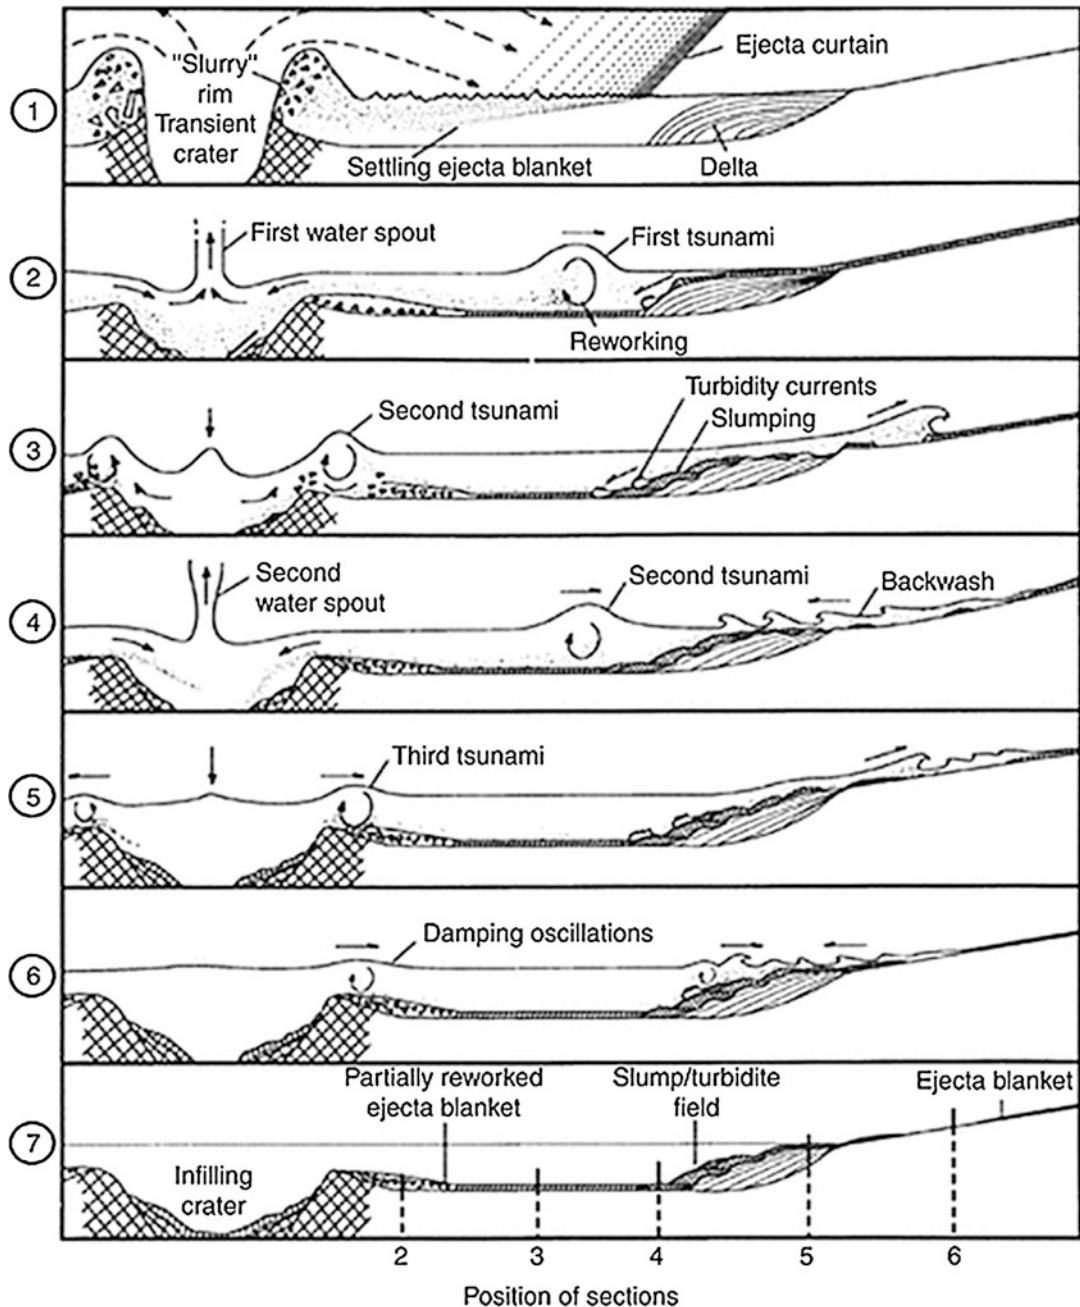 1
"Slurry"
rim
Transient
crater
Ejecta curtain
Settling ejecta blanket
Delta
2
First water spout
First tsunami
Reworking
3
Second tsunami
Turbidity currents
Slumping
4
Second
water spout
Second tsunami
Backwash
5
Third tsunami
6
Damping oscillations
7
Partially reworked
ejecta blanket
Slump/turbidite
field
Ejecta blanket
Infilling
crater
2 3 4 5 6
Position of sections